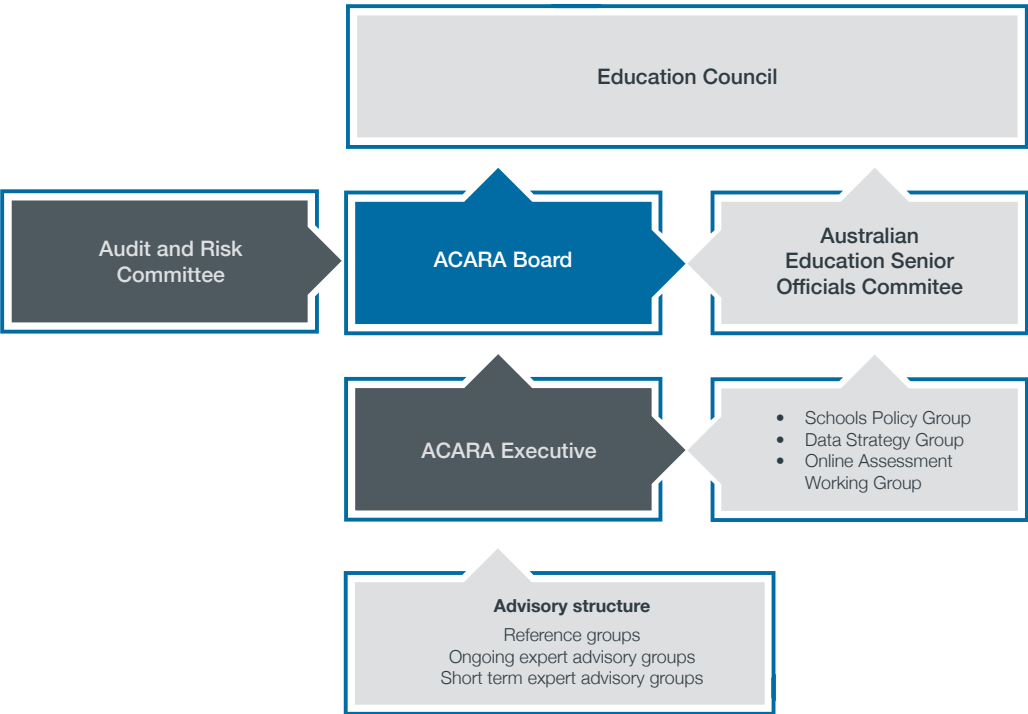 Education Council
Audit and Risk
Committee
ACARA Board
Australian
Education Senior
Officials Commitee
ACARA Executive
• Schools Policy Group
• Data Strategy Group
• Online Assessment
Working Group
Advisory structure
Reference groups
Ongoing expert advisory groups
Short term expert advisory groups